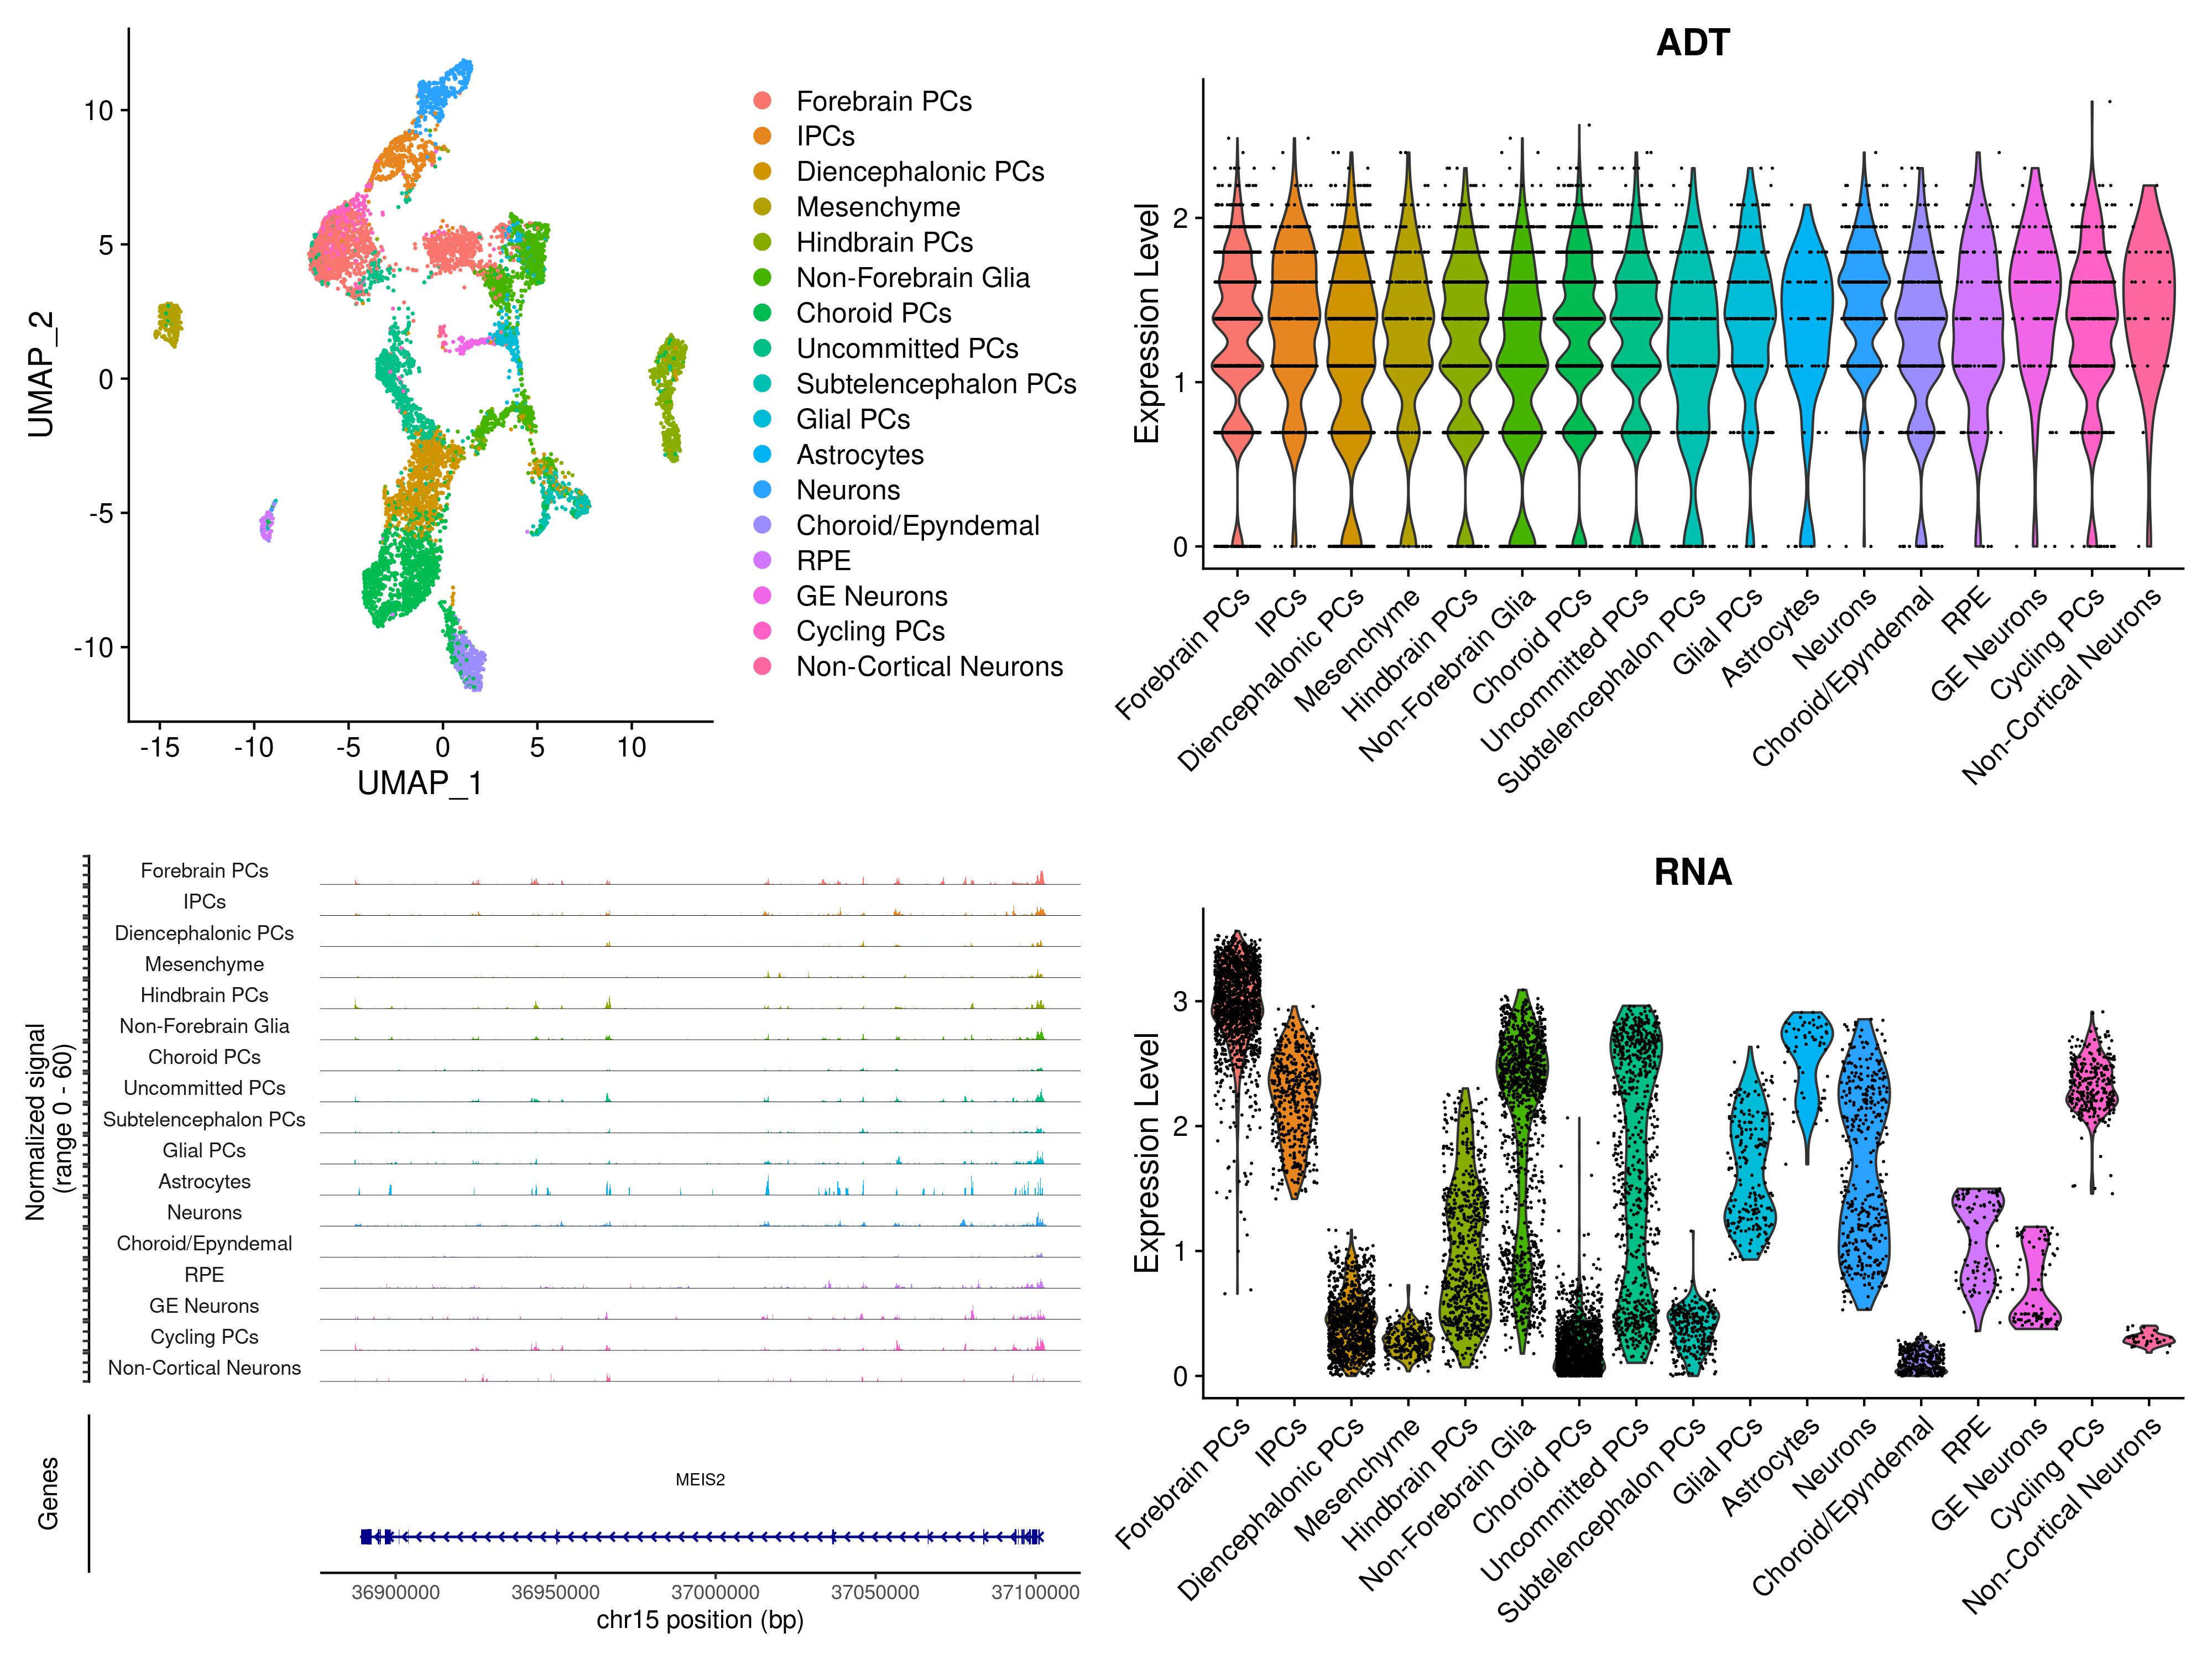 UMAP_2
10
5
0
-5
-10
-15
-10
-5
0
5
10
UMAP_1
Forebrain PCs
IPCs
Diencephalonic PCs
Mesenchyme
Hindbrain PCs
Non-Forebrain Glia
Choroid PCs
Uncommitted PCs
Subtelencephalon PCs
Glial PCs
Astrocytes
Neurons
Choroid/Epyndemal
RPE
GE Neurons
Cycling PCs
Non-Cortical Neurons
ADT
Expression Level
2
1
0
Forebrain PCs
IPCs
Diencephalonic PCs
Mesenchyme
Hindbrain PCs
Non-Forebrain Glia
Choroid PCs
Uncommitted PCs
Subtelencephalon PCs
Glial PCs
Astrocytes
Neurons
Choroid/Epyndemal
RPE
GE Neurons
Cycling PCs
Non-Cortical Neurons
Normalized signal
(range 0 - 60)
Forebrain PCs
IPCs
Diencephalonic PCs
Mesenchyme
Hindbrain PCs
Non-Forebrain Glia
Choroid PCs
Uncommitted PCs
Subtelencephalon PCs
Glial PCs
Astrocytes
Neurons
Choroid/Epyndemal
RPE
GE Neurons
Cycling PCs
Non-Cortical Neurons
Genes
MEIS2
36900000
36950000
37000000
37050000
37100000
chr15 position (bp)
RNA
Expression Level
3
2
1
0
Forebrain PCs
IPCs
Diencephalonic PCs
Mesenchyme
Hindbrain PCs
Non-Forebrain Glia
Choroid PCs
Uncommitted PCs
Subtelencephalon PCs
Glial PCs
Astrocytes
Neurons
Choroid/Epyndemal
RPE
GE Neurons
Cycling PCs
Non-Cortical Neurons